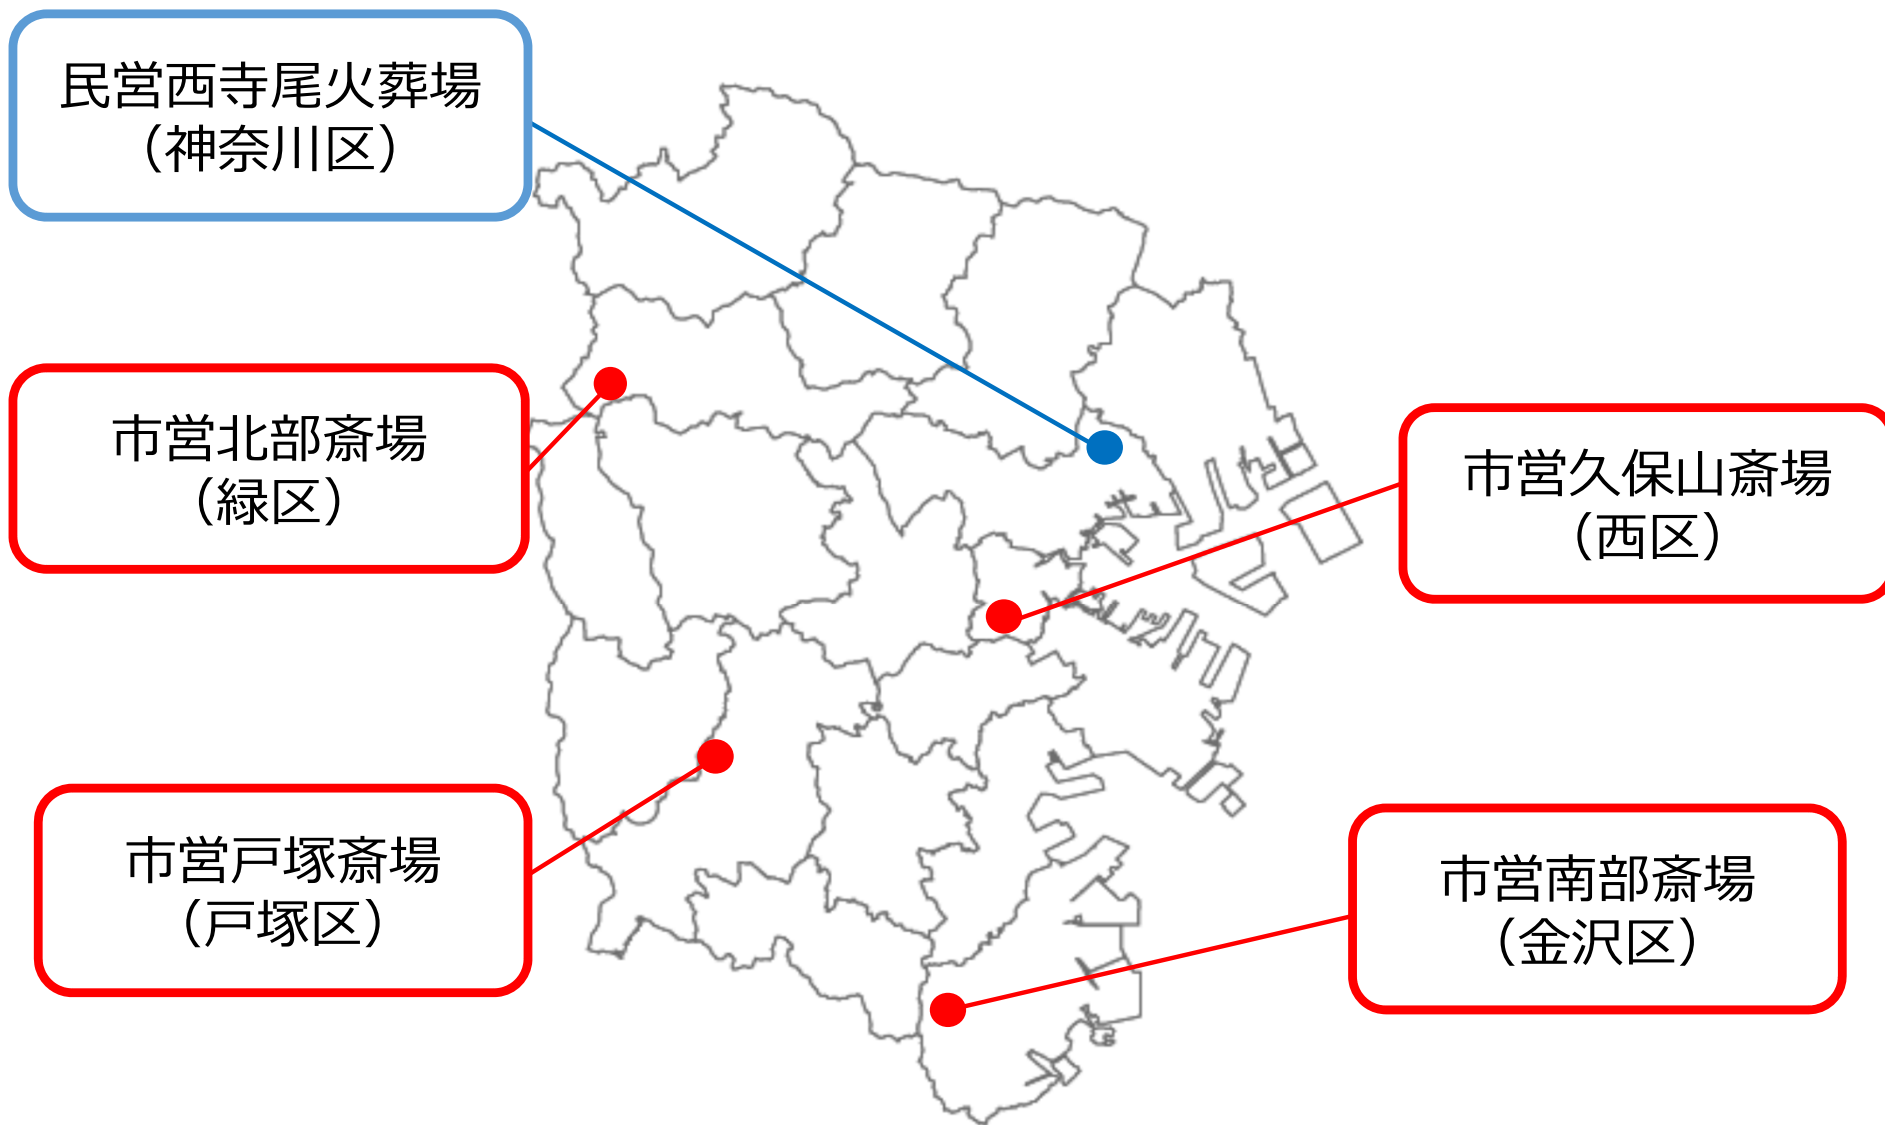 民営西寺尾火葬場
（神奈川区）
市営北部斎場
（緑区）
市営久保山斎場
（西区）
市営戸塚斎場
（戸塚区）
市営南部斎場
（金沢区）